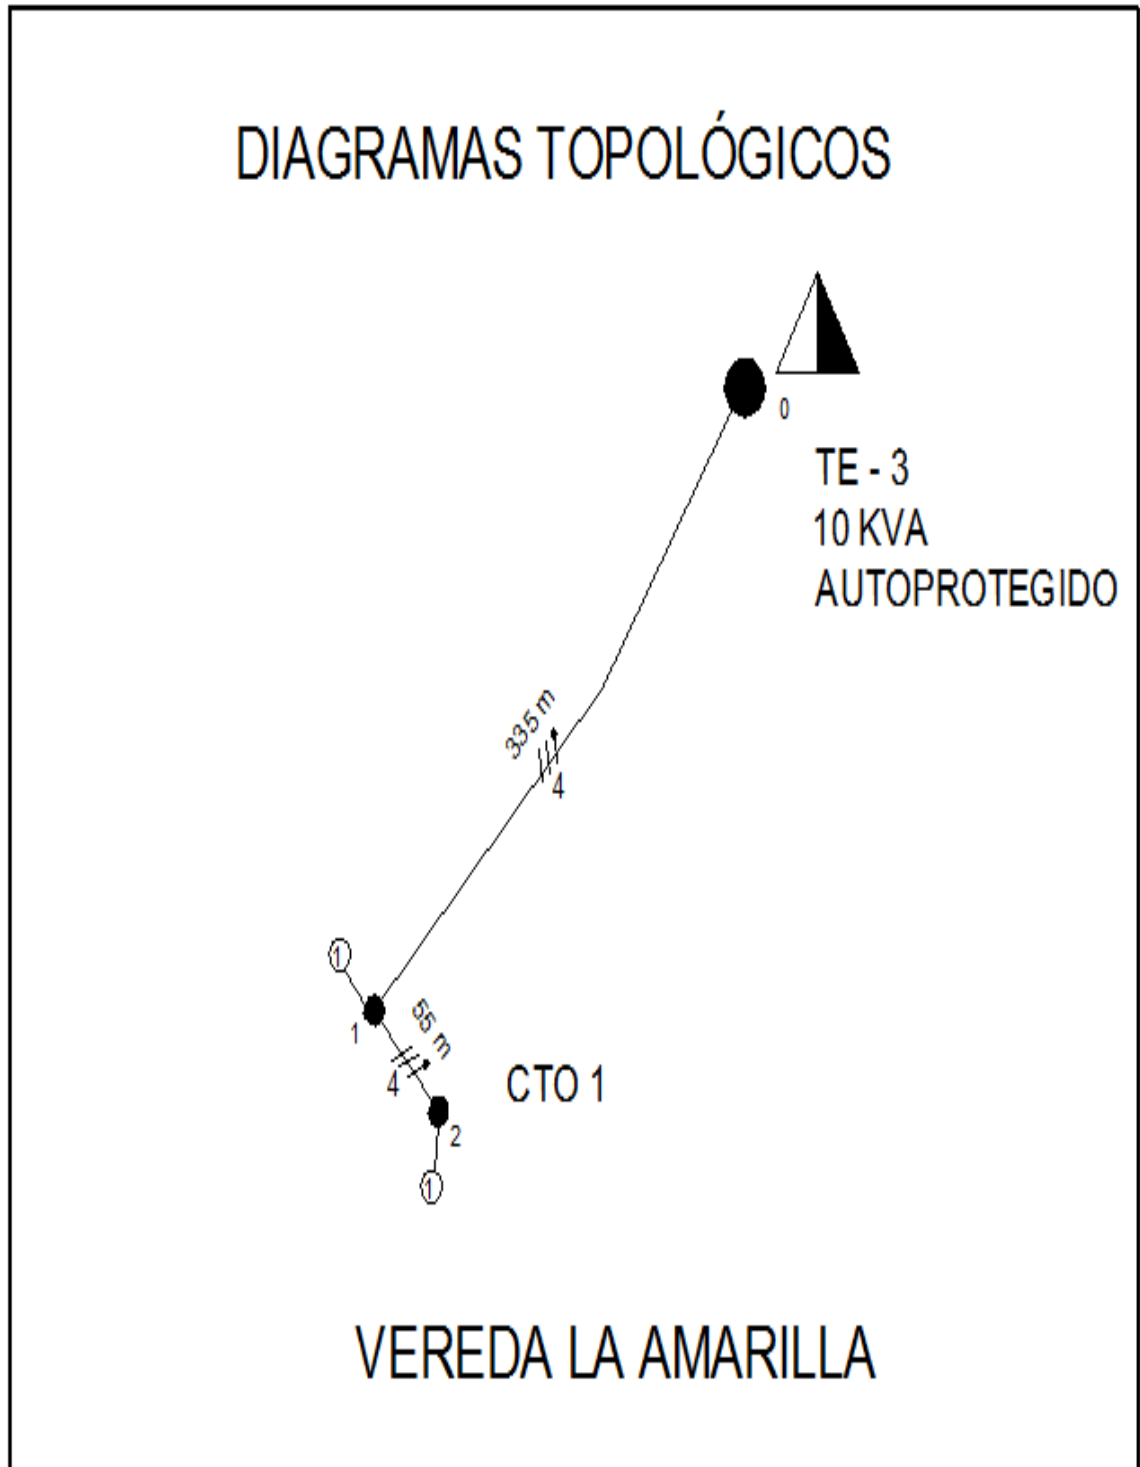 DIAGRAMAS TOPOLÓGICOS
0
TE - 3
10 KVA
AUTOPROTEGIDO
335 m
4
1
1
55 m
4
CTO 1
2
1
VEREDA LA AMARILLA